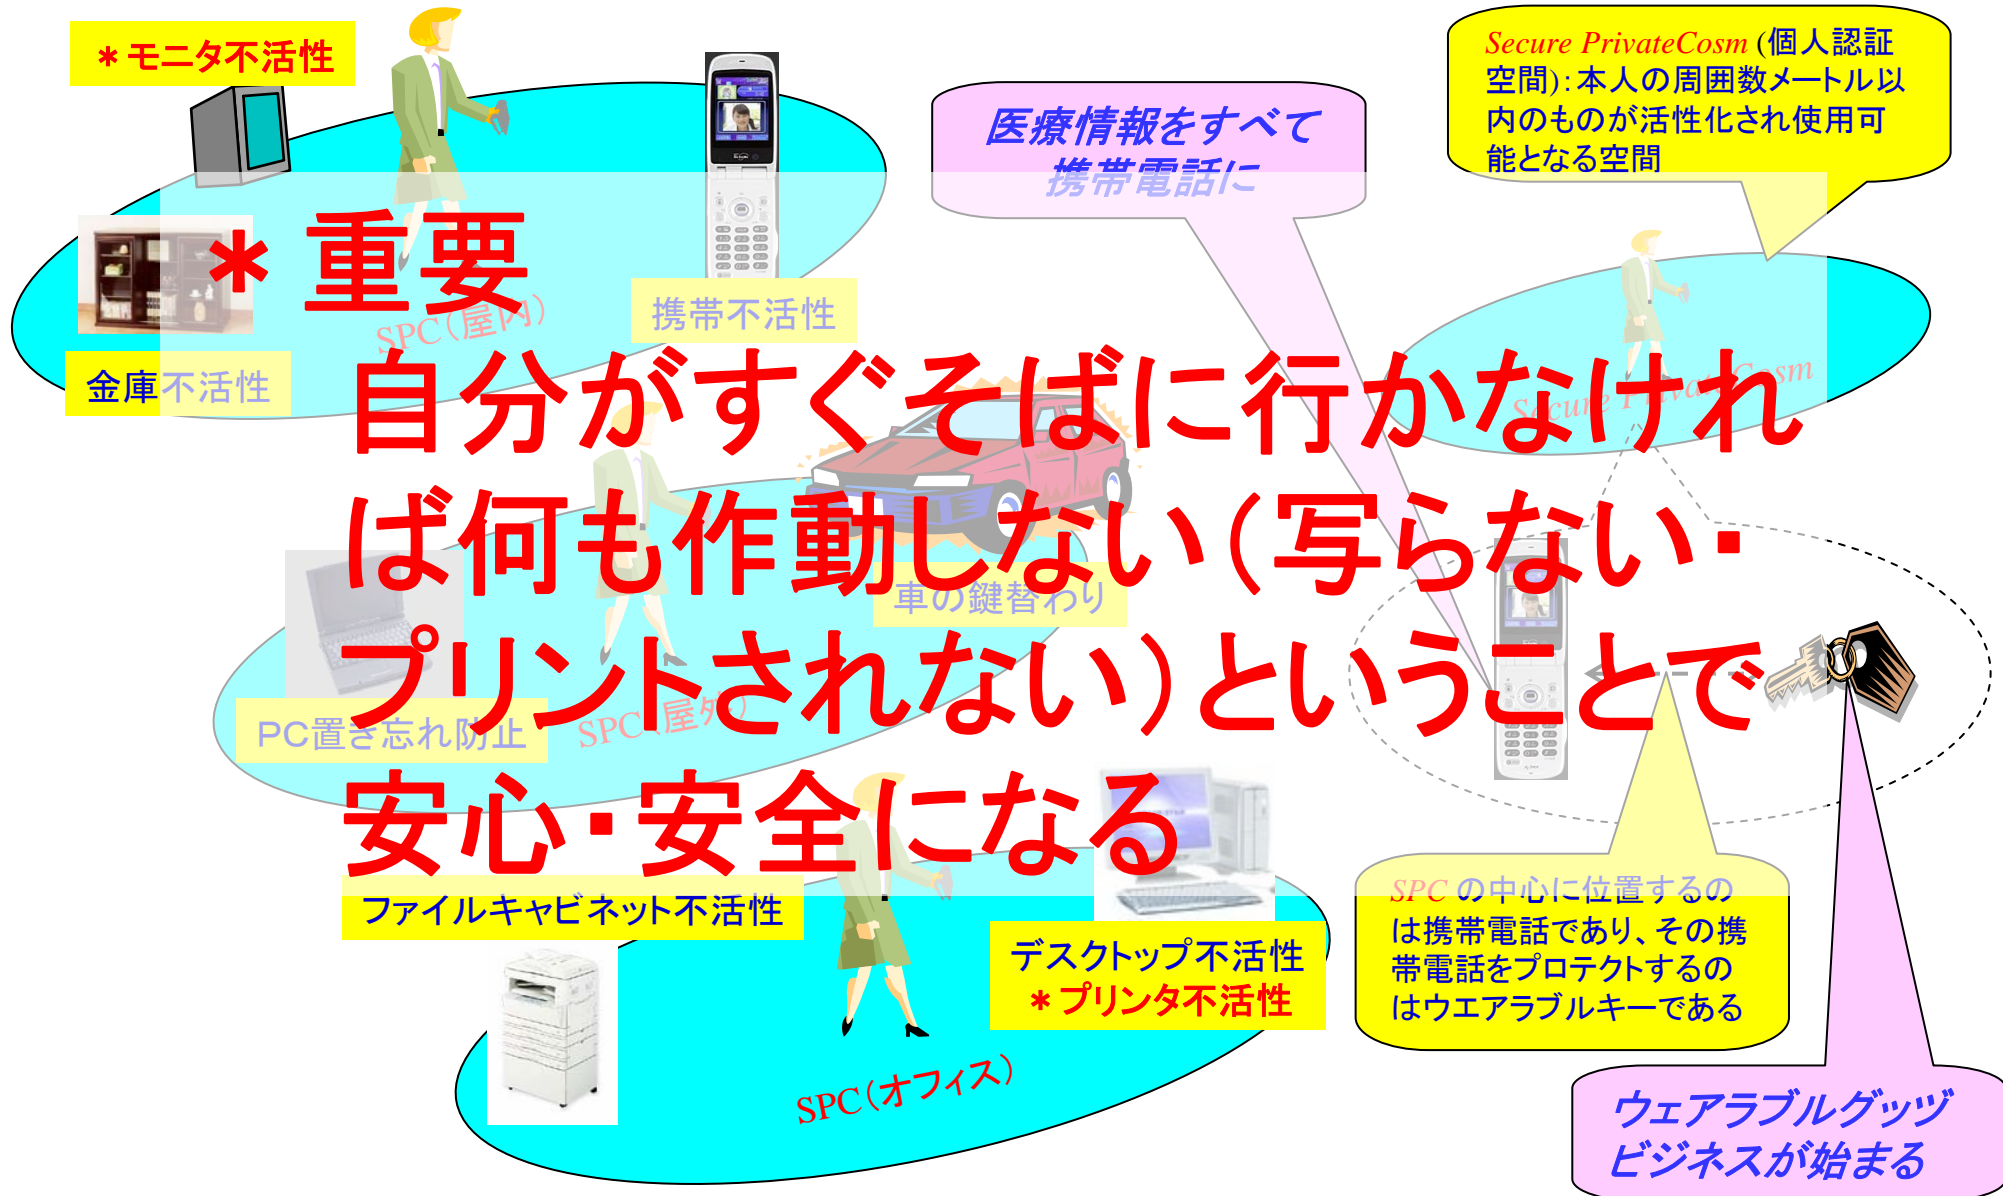 ＊モニタ不活性
Secure PrivateCosm (個人認証
空間)：本人の周囲数メートル以
内のものが活性化され使用可
能となる空間
医療情報をすべて
携帯電話に
＊重要
SPC（屋内）
携帯不活性
金庫不活性
自分がすぐそばに行かなけれ
ば何も作動しない（写らない・
プリントされない）ということで
安心・安全になる
Secure PrivateCosm
車の鍵替わり
PC置き忘れ防止
SPC（屋外）
ファイルキャビネット不活性
デスクトップ不活性
＊プリンタ不活性
SPC（オフィス）
SPC の中心に位置するの
は携帯電話であり、その携
帯電話をプロテクトするの
はウエアラブルキーである
ウェアラブルグッヅ
ビジネスが始まる